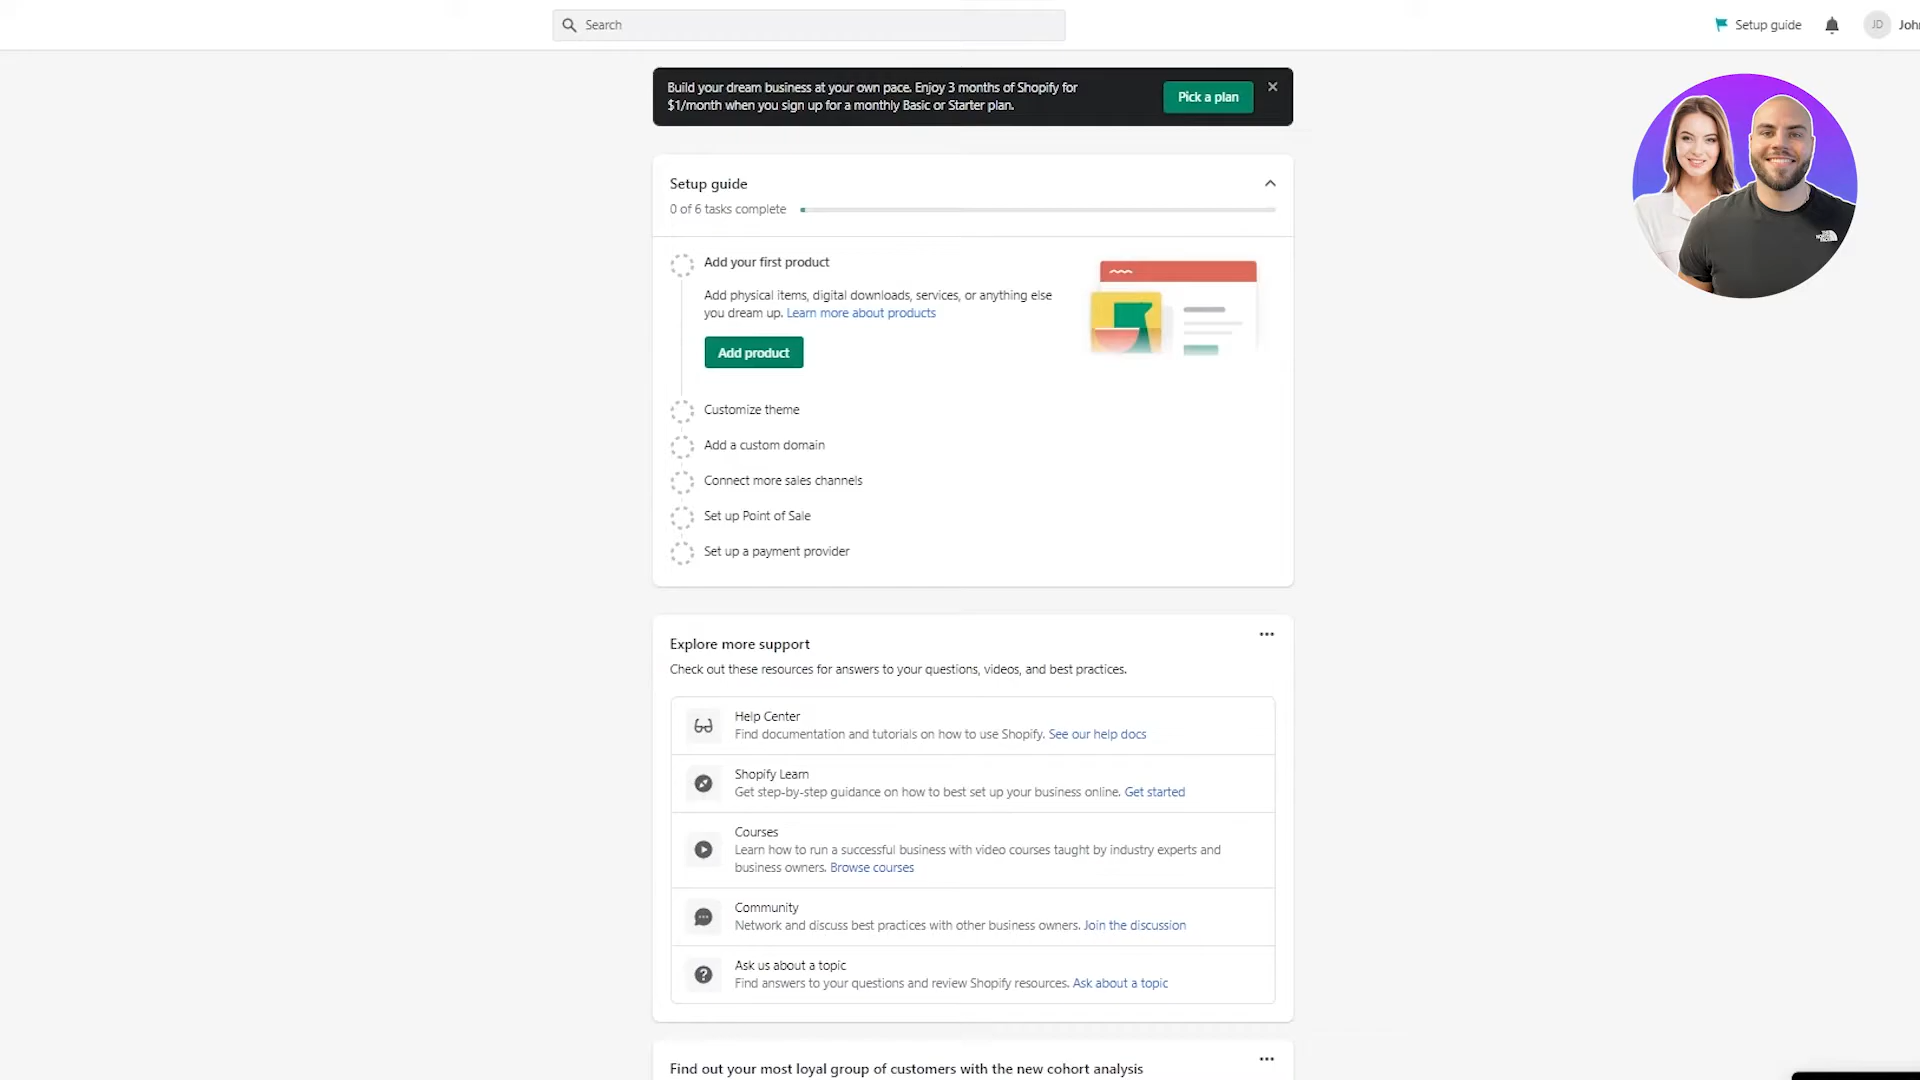 Search
Setup guide
JD
John
Build your dream business at your own pace. Enjoy 3 months of Shopify for
$1/month when you sign up for a monthly Basic or Starter plan.
Pick a plan
Setup guide
0 of 6 tasks complete
Add your first product
Add physical items, digital downloads, services, or anything else
you dream up. Learn more about products
Add product
Customize theme
Add a custom domain
Connect more sales channels
Set up Point of Sale
Set up a payment provider
Explore more support
Check out these resources for answers to your questions, videos, and best practices.
Help Center
Find documentation and tutorials on how to use Shopify. See our help docs
Shopify Learn
Get step-by-step guidance on how to best set up your business online. Get started
Courses
Learn how to run a successful business with video courses taught by industry experts and
business owners. Browse courses
Community
Network and discuss best practices with other business owners. Join the discussion
Ask us about a topic
Find answers to your questions and review Shopify resources. Ask about a topic
Find out your most loyal group of customers with the new cohort analysis